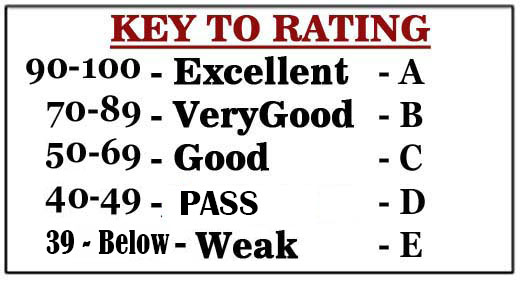 KEY TO RATING
90-100 - Excellent - A
70-89 - VeryGood - B
50-69 - Good - C
40-49 - PASS - D
39 - Below - Weak - E